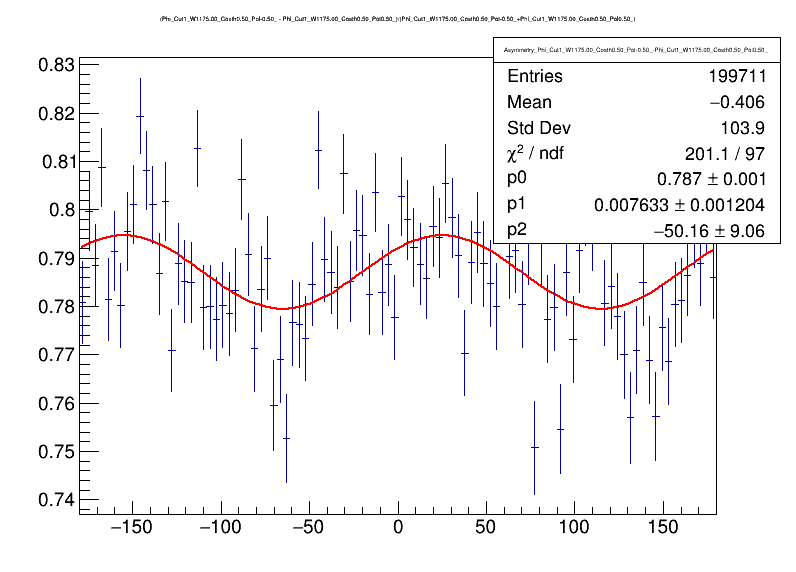 (Phi_Cut1_W1175.00_Costh0.50_Pol-0.50_ - Phi_Cut1_W1175.00_Costh0.50_Pol0.50_)/(Phi_Cut1_W1175.00_Costh0.50_Pol-0.50_+Phi_Cut1_W1175.00_Costh0.50_Pol0.50_)
Asymmetry_Phi_Cut1_W1175.00_Costh0.50_Pol-0.50_-Phi_Cut1_W1175.00_Costh0.50_Pol0.50_
Entries 199711
Mean −0.406
Std Dev 103.9
χ² / ndf 201.1 / 97
p0 0.787 ± 0.001
p1 0.007633 ± 0.001204
p2 −50.16 ± 9.06
0.83
0.82
0.81
0.8
0.79
0.78
0.77
0.76
0.75
0.74
−150 −100 −50 0 50 100 150